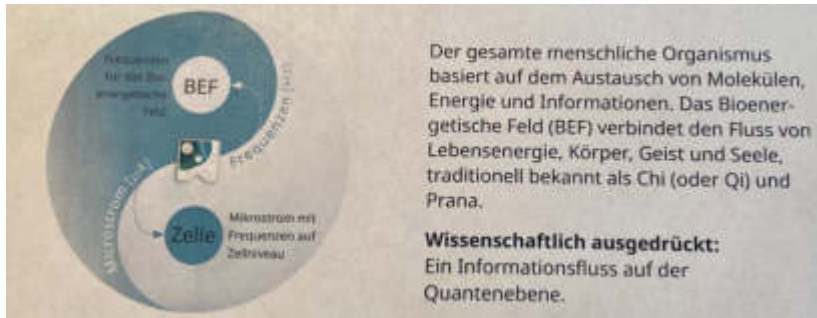 Frequenzen
für das Bio-
energetische
Feld
BEF
Frequenzen [Hz]
Microstrom [µA]
Zelle
Mikrostrom mit
Frequenzen auf
Zellniveau
Der gesamte menschliche Organismus
basiert auf dem Austausch von Molekülen,
Energie und Informationen. Das Bioener-
getische Feld (BEF) verbindet den Fluss von
Lebensenergie, Körper, Geist und Seele,
traditionell bekannt als Chi (oder Qi) und
Prana.
Wissenschaftlich ausgedrückt:
Ein Informationsfluss auf der
Quantenebene.